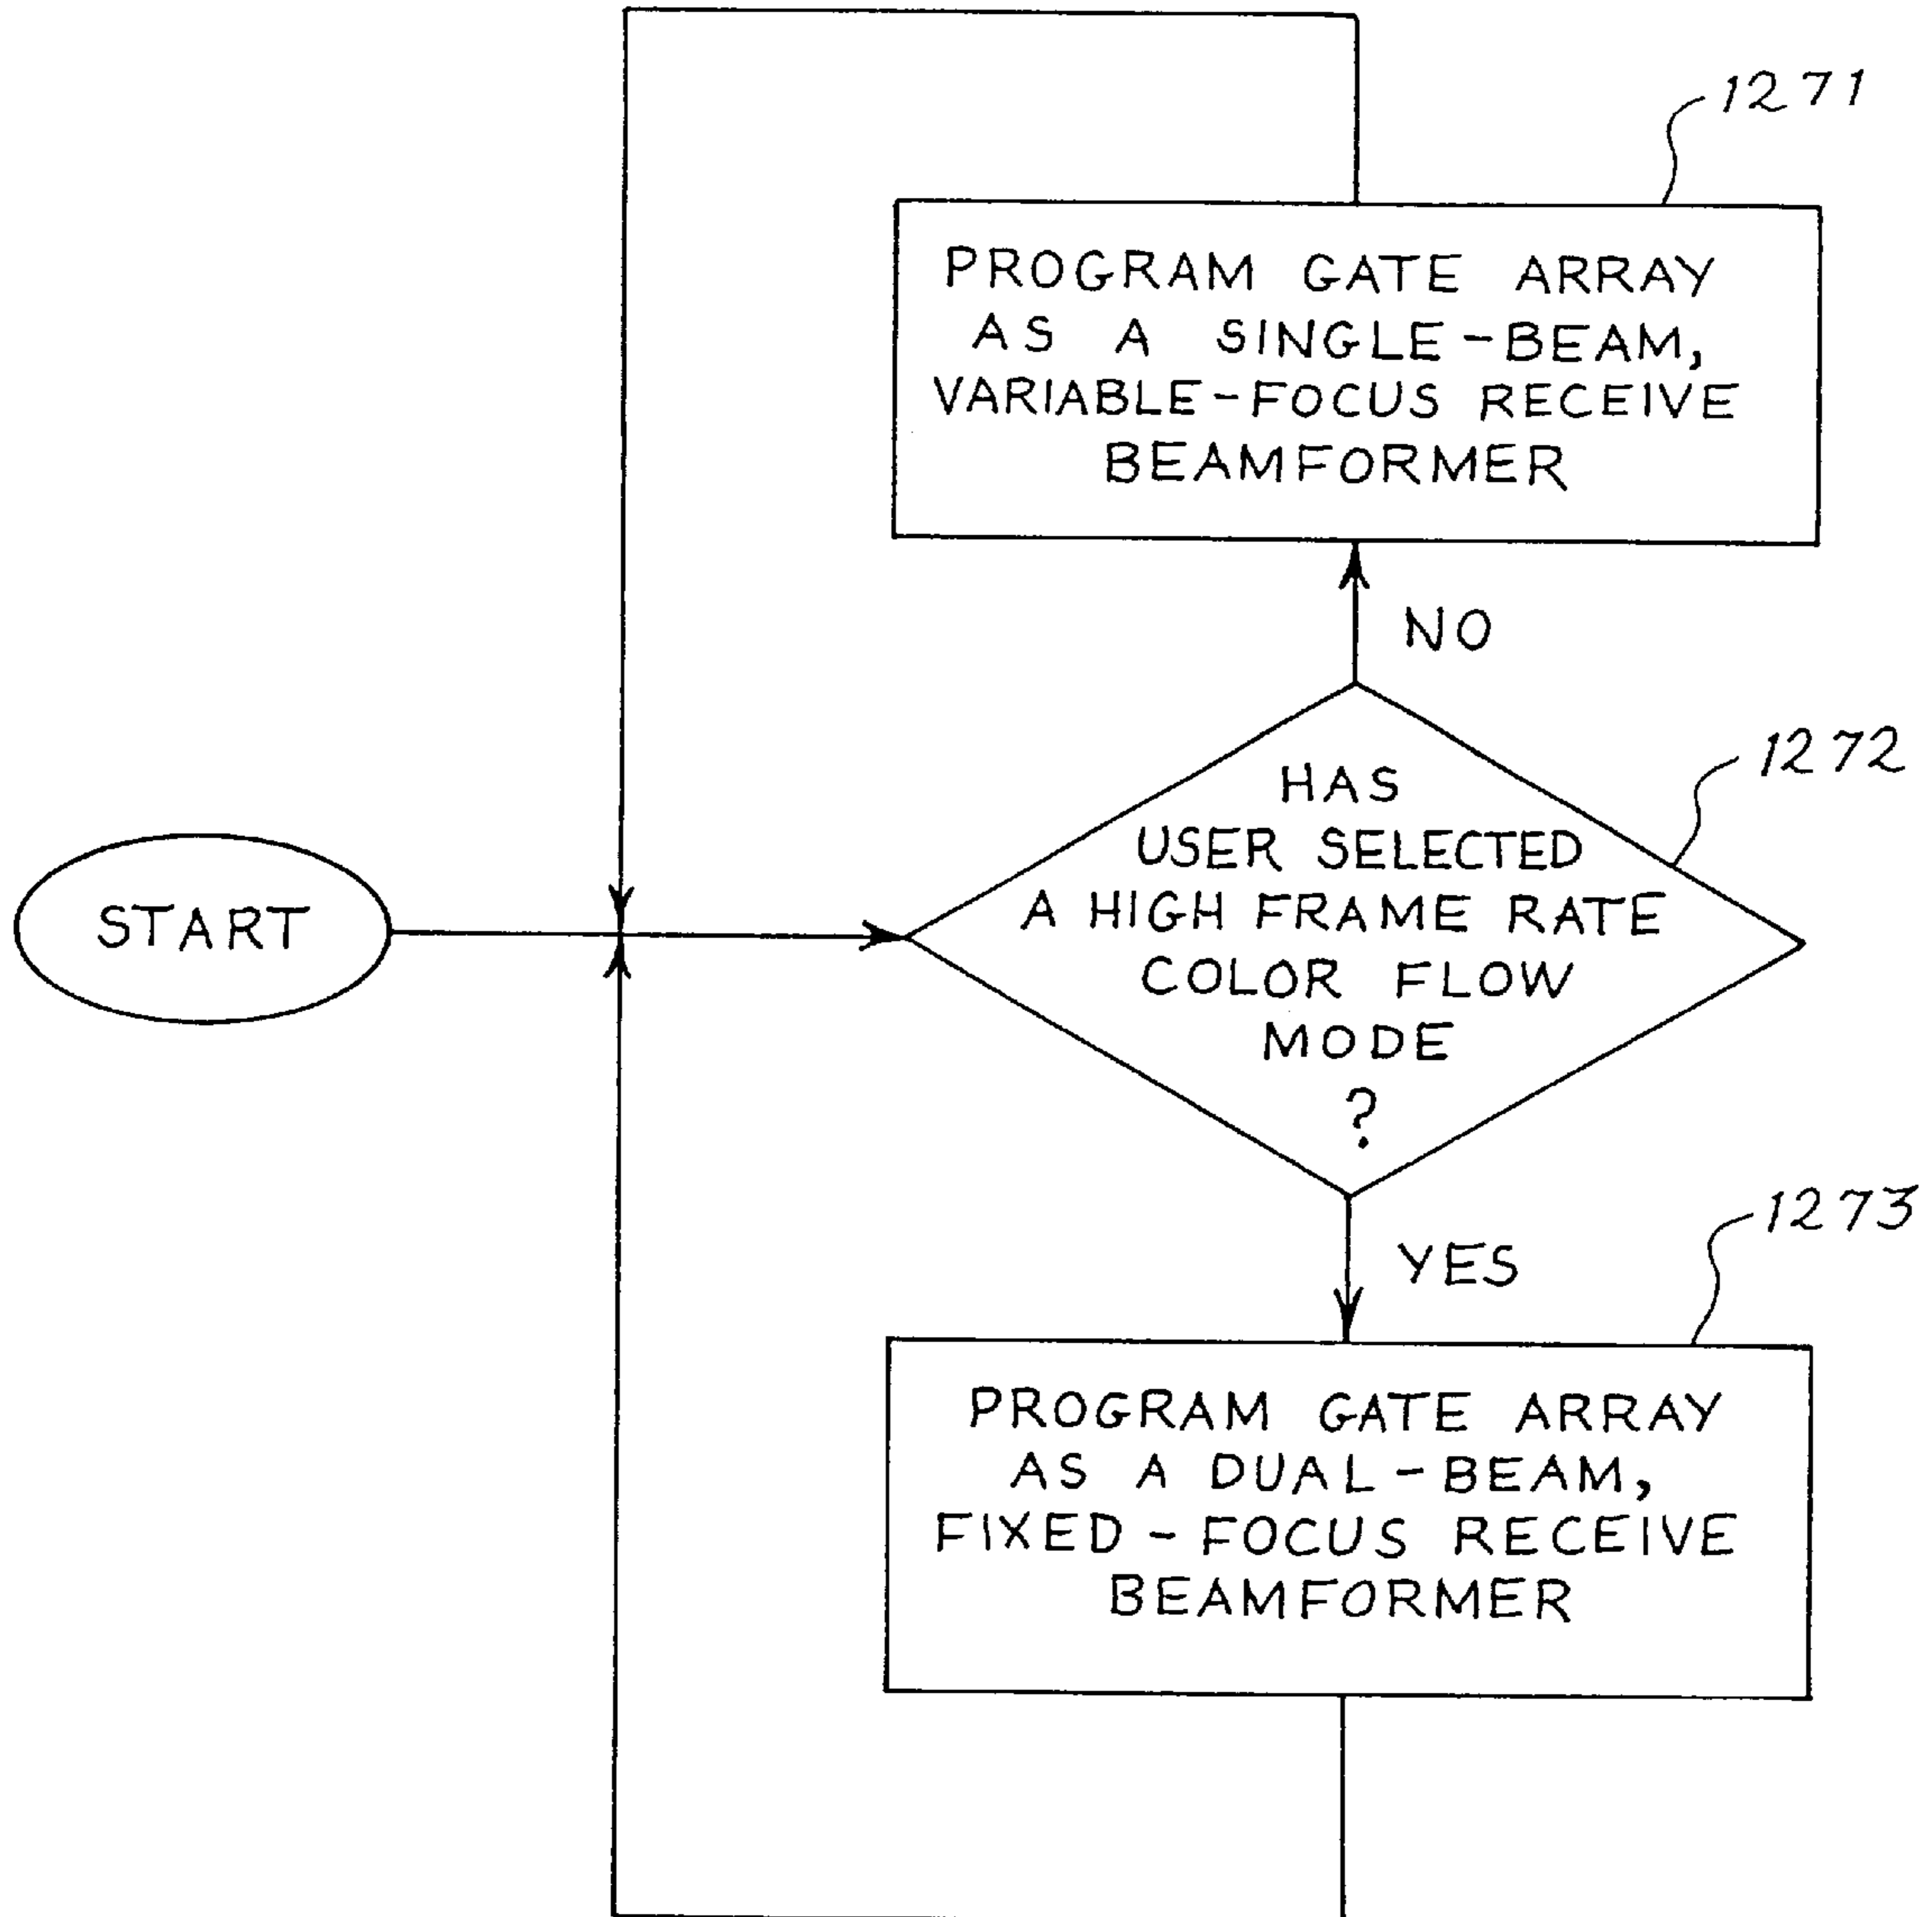 1271
PROGRAM GATE ARRAY
AS A SINGLE-BEAM,
VARIABLE-FOCUS RECEIVE
BEAMFORMER
NO
1272
HAS
USER SELECTED
A HIGH FRAME RATE
COLOR FLOW
MODE
?
START
YES
1273
PROGRAM GATE ARRAY
AS A DUAL-BEAM,
FIXED-FOCUS RECEIVE
BEAMFORMER